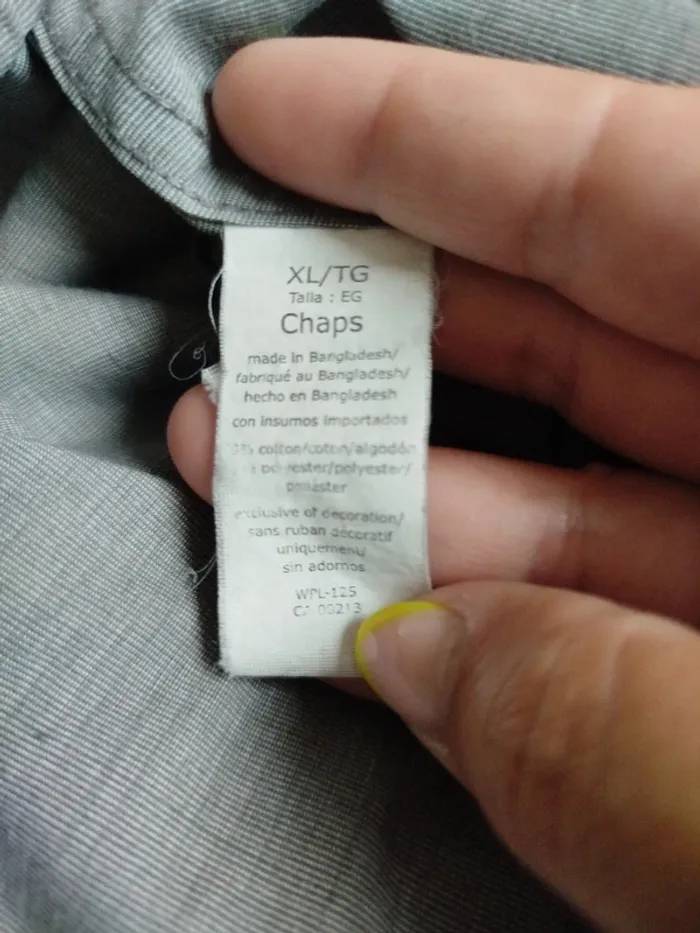 XL/TG
Talla : EG
Chaps
made in Bangladesh/
fabriqué au Bangladesh/
hecho en Bangladesh
con insumos importados
cotton/coton/algodón
polyester/polyester/
poliéster
exclusive of decoration/
sans ruban décoratif
uniquement/
sin adornos
WPL-125
00213